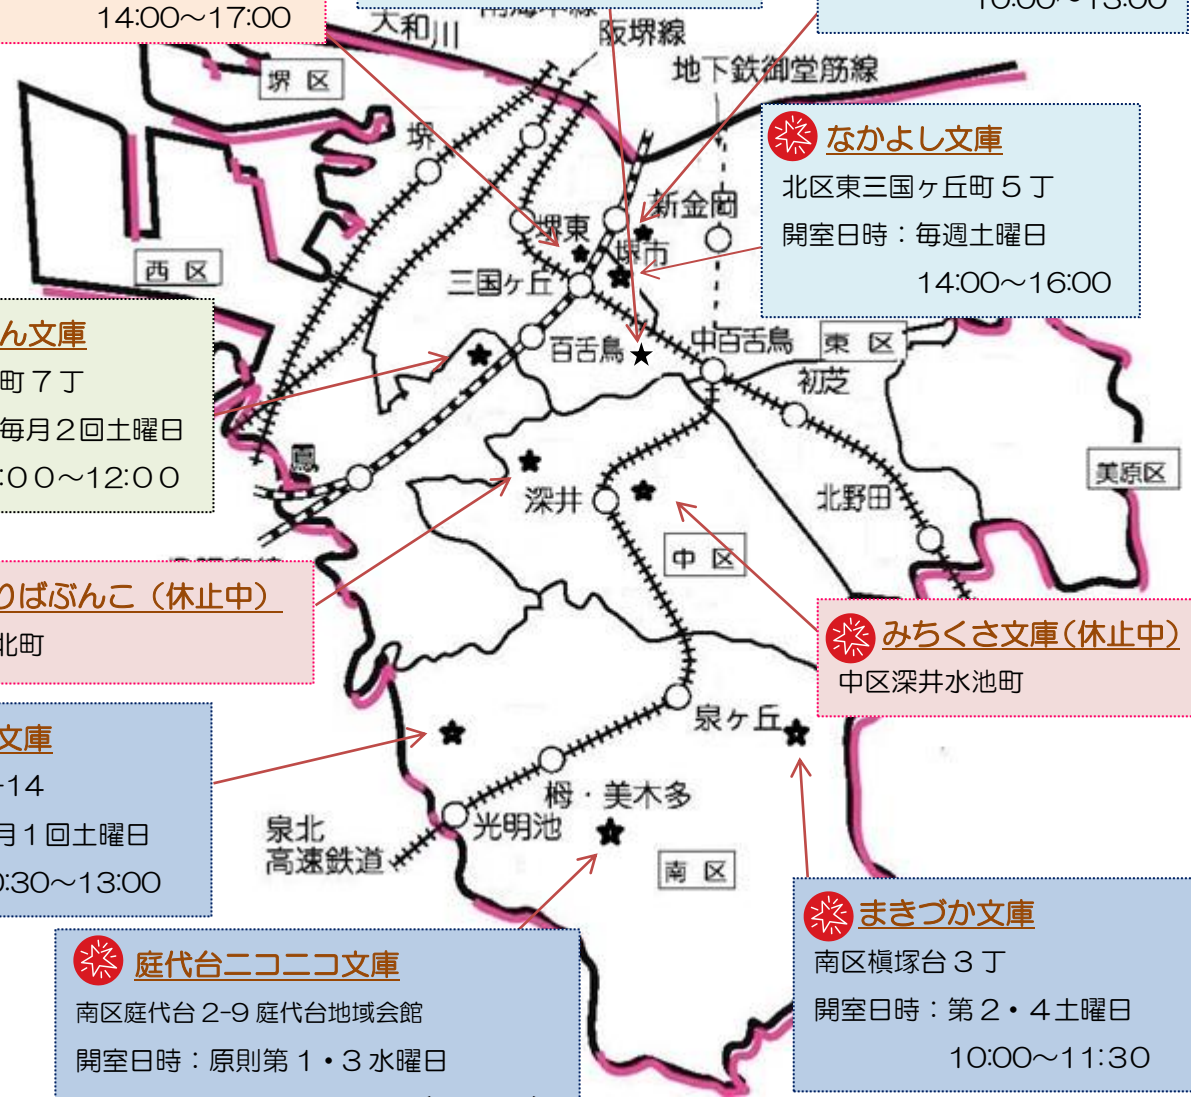 14:00～17:00
10:00～13:00
大和川
阪堺線
地下鉄御堂筋線
堺区
堺
新金岡
堺東
堺市
西区
三国ヶ丘
なかよし文庫
北区東三国ヶ丘町５丁
開室日時：毎週土曜日
14:00～16:00
百舌鳥
中百舌鳥
東区
初芝
ん文庫
町７丁
毎月２回土曜日
:００～12:００
鳳
美原区
深井
北野田
中区
りばぶんこ（休止中）
北町
みちくさ文庫（休止中）
中区深井水池町
文庫
-14
月１回土曜日
0:30～13:00
泉ヶ丘
栂・美木多
光明池
泉北
高速鉄道
南区
庭代台ニコニコ文庫
南区庭代台2-9 庭代台地域会館
開室日時：原則第１・３水曜日
まきづか文庫
南区槇塚台３丁
開室日時：第２・４土曜日
10:00～11:30